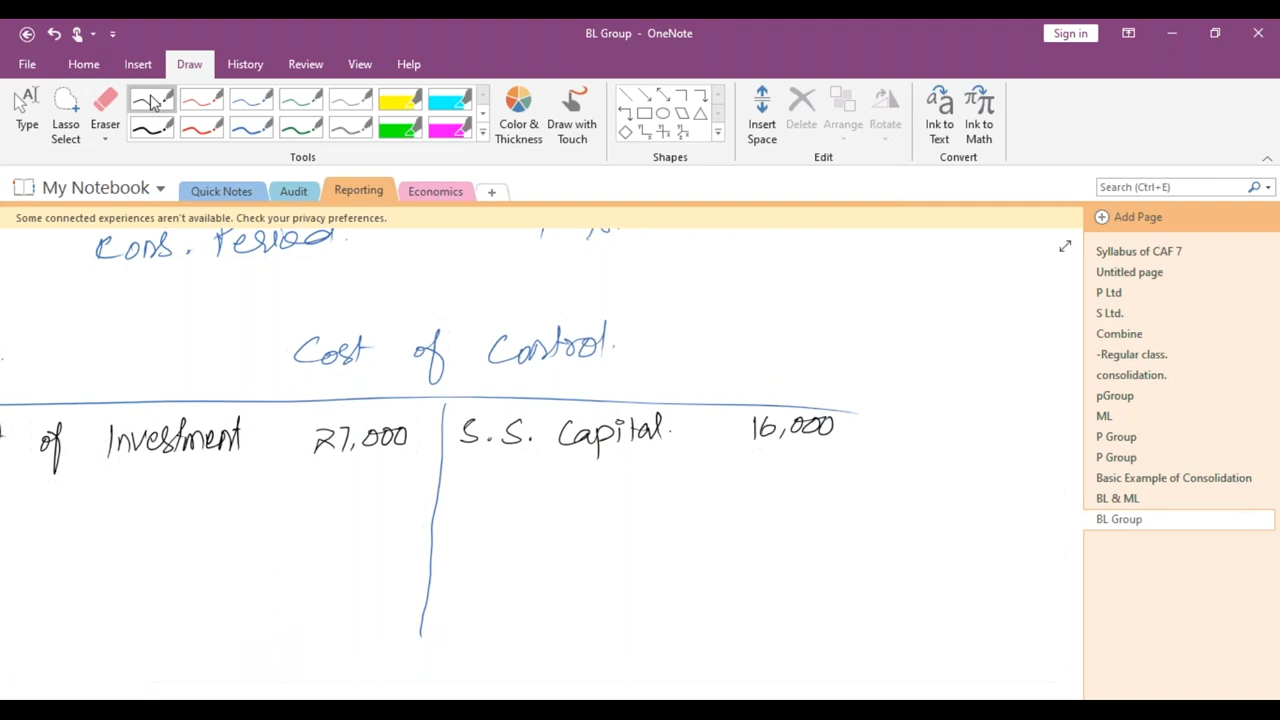 BL Group - OneNote
Sign in
File Home Insert Draw History Review View Help
Type
Lasso Select
Eraser
Color & Thickness
Draw with Touch
Insert Space
Delete
Arrange
Rotate
Ink to Text
Ink to Math
Tools
Shapes
Edit
Convert
My Notebook
Quick Notes
Audit
Reporting
Economics
Search (Ctrl+E)
Some connected experiences aren't available. Check your privacy preferences.
Add Page
Syllabus of CAF 7
Untitled page
P Ltd
S Ltd.
Combine
-Regular class.
consolidation.
pGroup
ML
P Group
P Group
Basic Example of Consolidation
BL & ML
BL Group
Cons. Period.
Cost of Control.
of Investment 27,000 S.S. Capital. 16,000